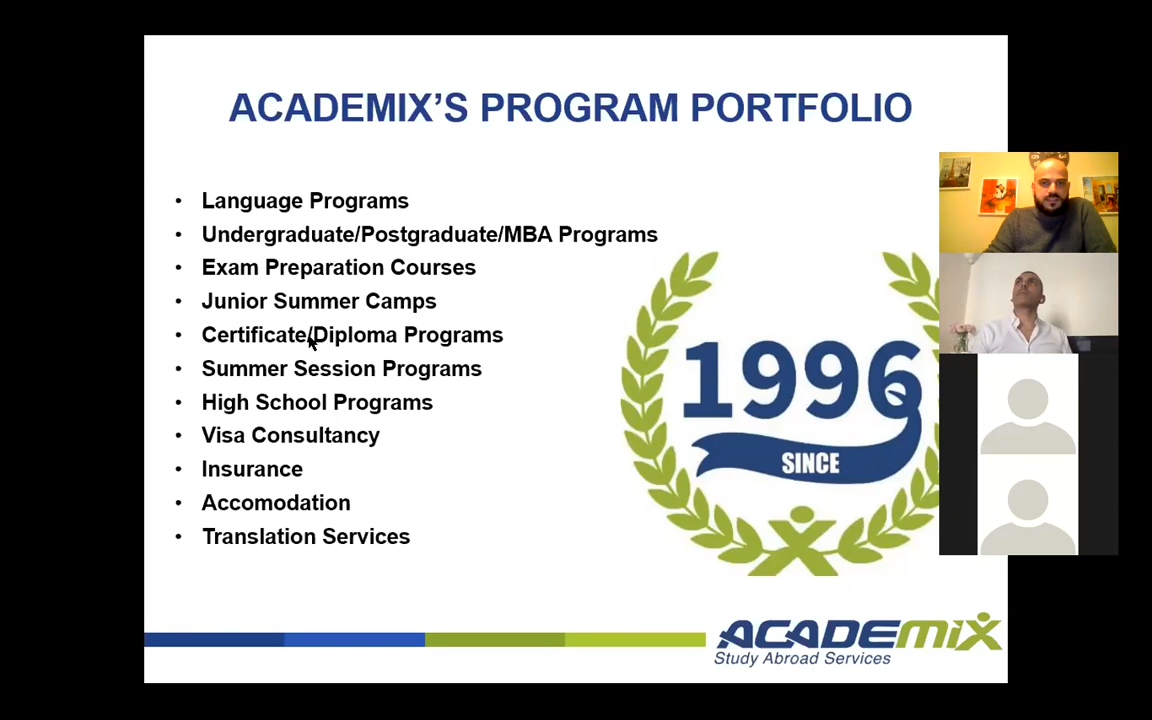 ACADEMIX'S PROGRAM PORTFOLIO
• Language Programs
• Undergraduate/Postgraduate/MBA Programs
• Exam Preparation Courses
• Junior Summer Camps
• Certificate/Diploma Programs
• Summer Session Programs
• High School Programs
• Visa Consultancy
• Insurance
• Accomodation
• Translation Services
1996
SINCE
ACADEMiX
Study Abroad Services